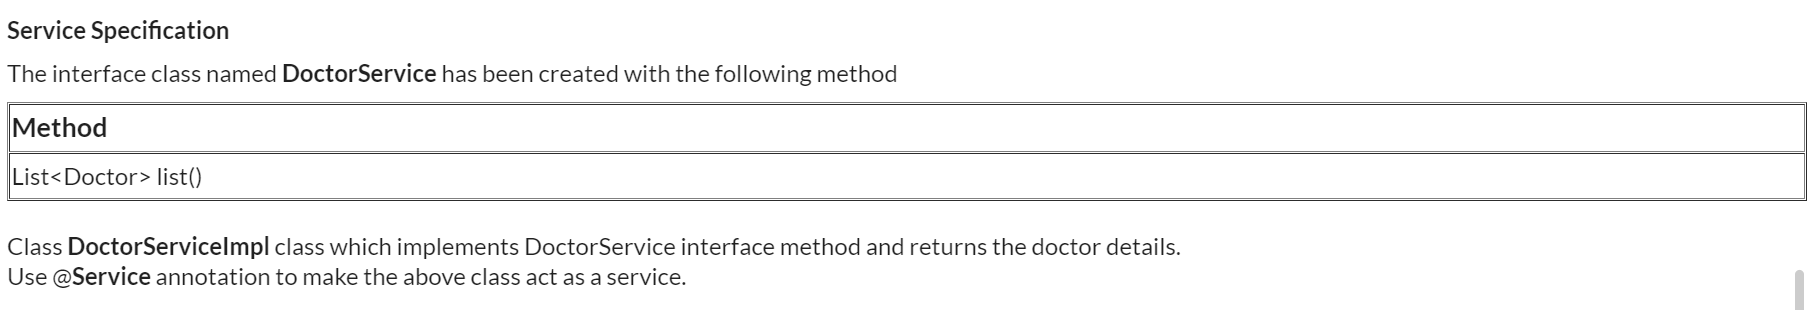 Service Specification
The interface class named DoctorService has been created with the following method
Method
List<Doctor> list()
Class DoctorServiceImpl class which implements DoctorService interface method and returns the doctor details.
Use @Service annotation to make the above class act as a service.